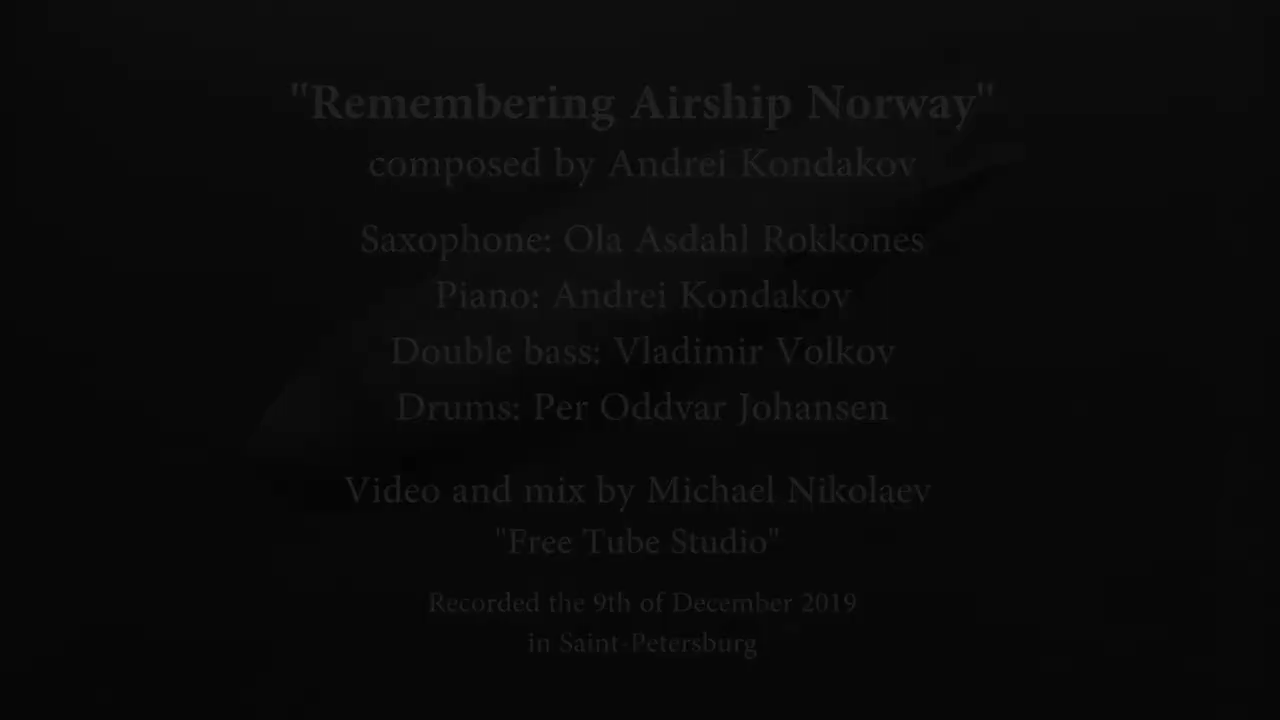 "Remembering Airship Norway"
composed by Andrei Kondakov
Saxophone: Ola Asdahl Rokkones
Piano: Andrei Kondakov
Double bass: Vladimir Volkov
Drums: Per Oddvar Johansen
Video and mix by Michael Nikolaev
"Free Tube Studio"
Recorded the 9th of December 2019
in Saint-Petersburg